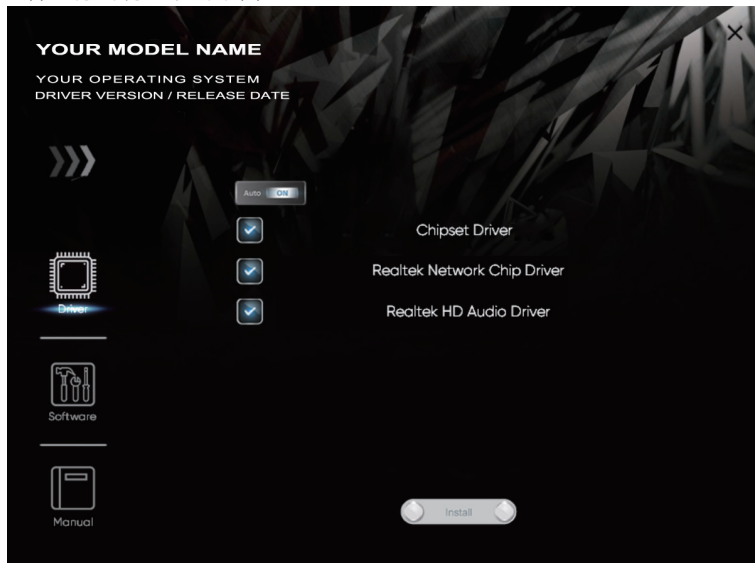 YOUR MODEL NAME
YOUR OPERATING SYSTEM
DRIVER VERSION / RELEASE DATE
Auto ON
Chipset Driver
Realtek Network Chip Driver
Realtek HD Audio Driver
Driver
Software
Manual
Install